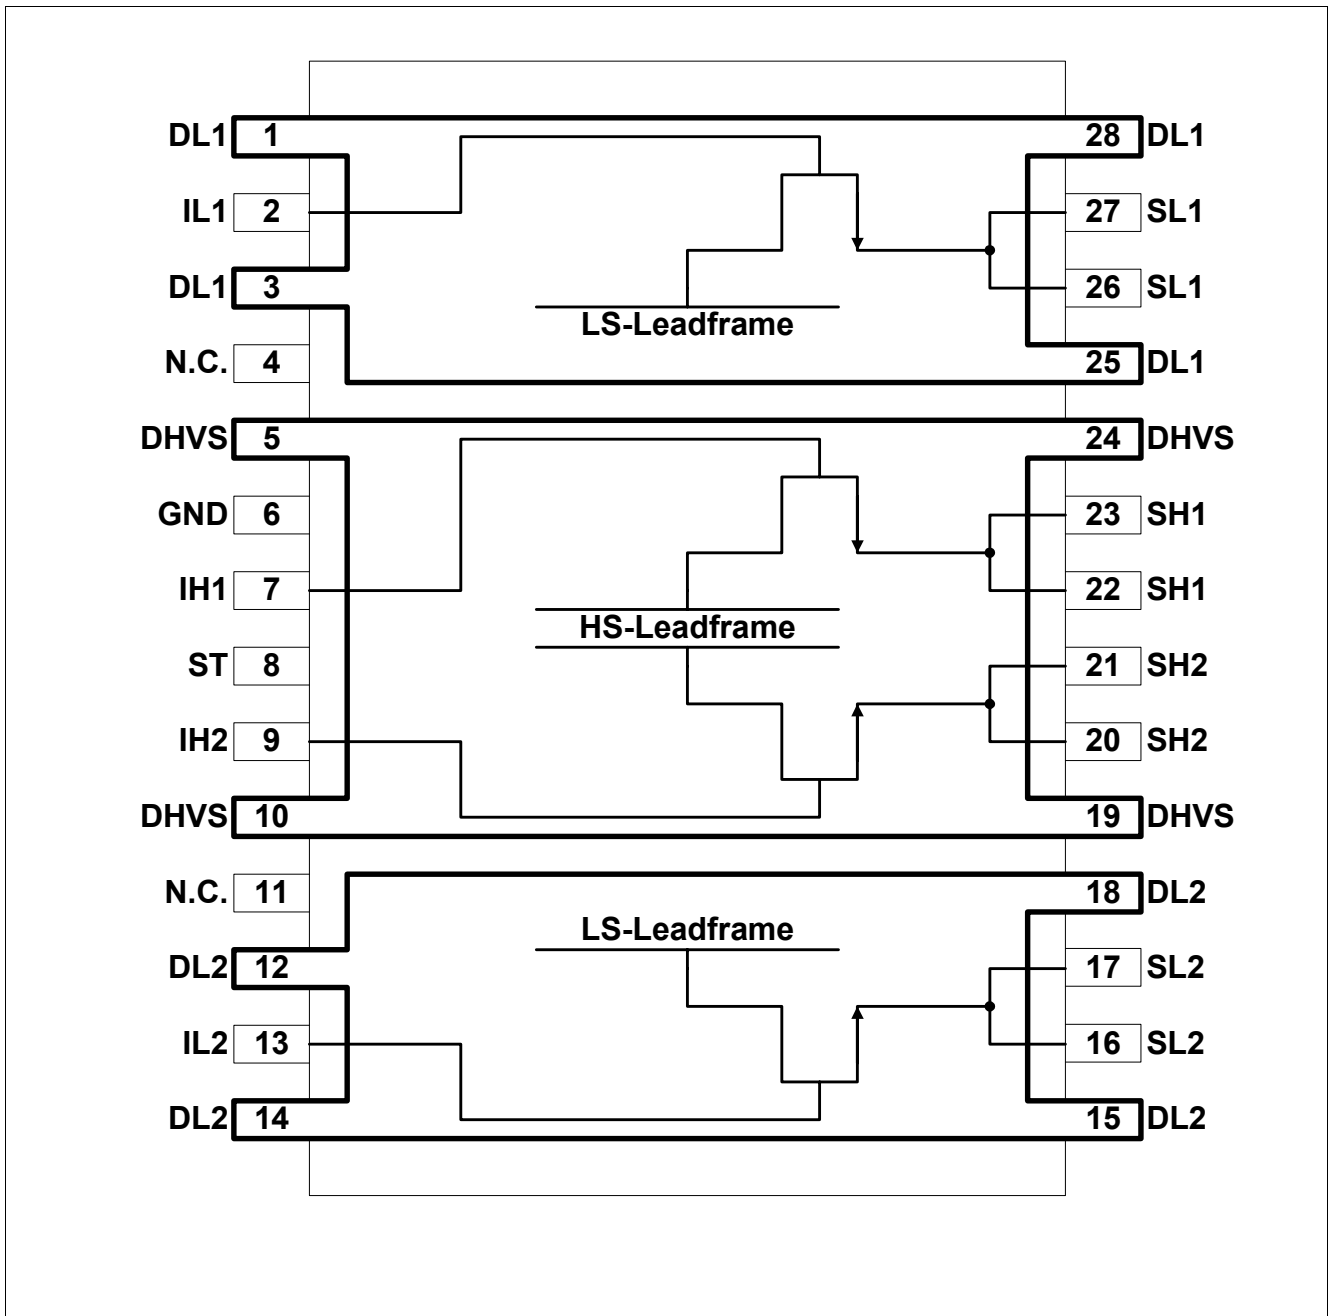 DL1 1 28 DL1
IL1 2 27 SL1
DL1 3 26 SL1
LS-Leadframe
N.C. 4 25 DL1
DHVS 5 24 DHVS
GND 6 23 SH1
IH1 7 22 SH1
HS-Leadframe
ST 8 21 SH2
IH2 9 20 SH2
DHVS 10 19 DHVS
N.C. 11 18 DL2
LS-Leadframe
DL2 12 17 SL2
IL2 13 16 SL2
DL2 14 15 DL2